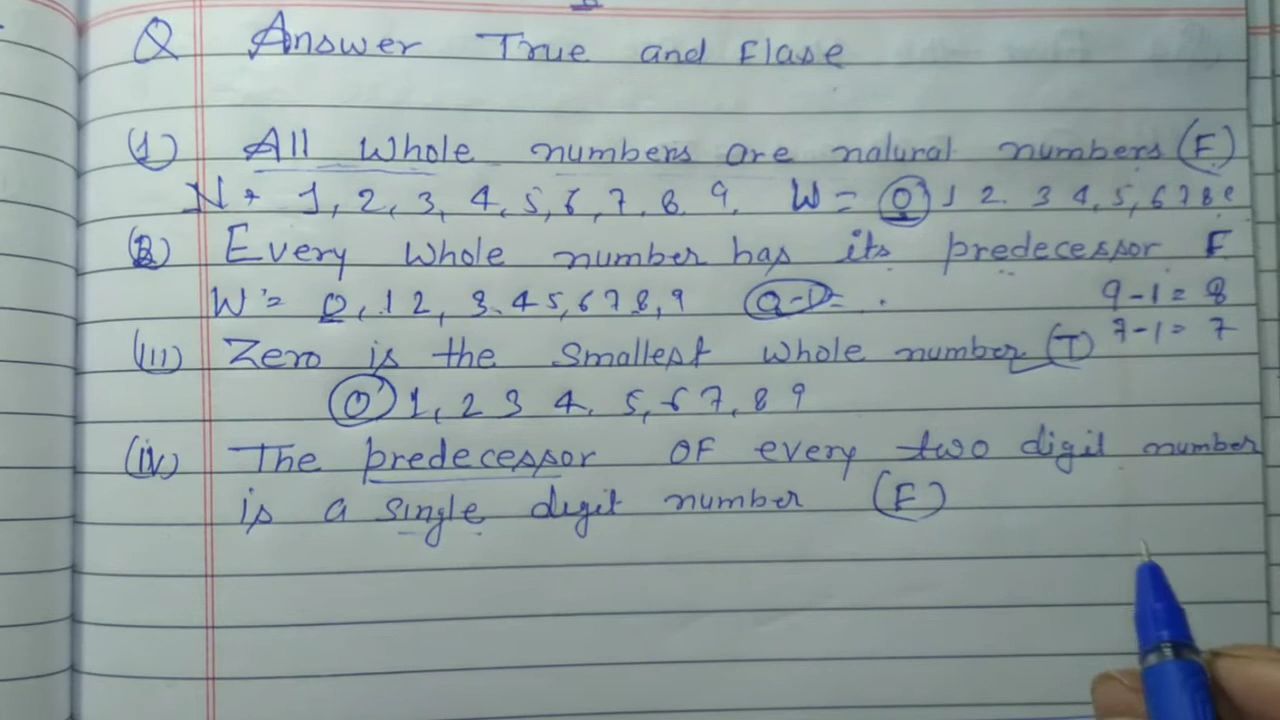 Q Answer True and Flase
(1) All Whole numbers are natural numbers (F)
N = 1, 2, 3, 4, 5, 6, 7, 8, 9. W = 0 1 2. 3 4, 5, 6 7 8 9
(2) Every Whole number has its predecessor F
W = 0, 1 2, 3. 4 5, 6 7 8, 9 0-1= . 9-1= 8
(III) Zero is the Smallest Whole number (T) 7-1= 7
0 1, 2 3 4, 5, 6 7, 8 9
(iv) The predecessor OF every two digit number
is a single digit number (F)